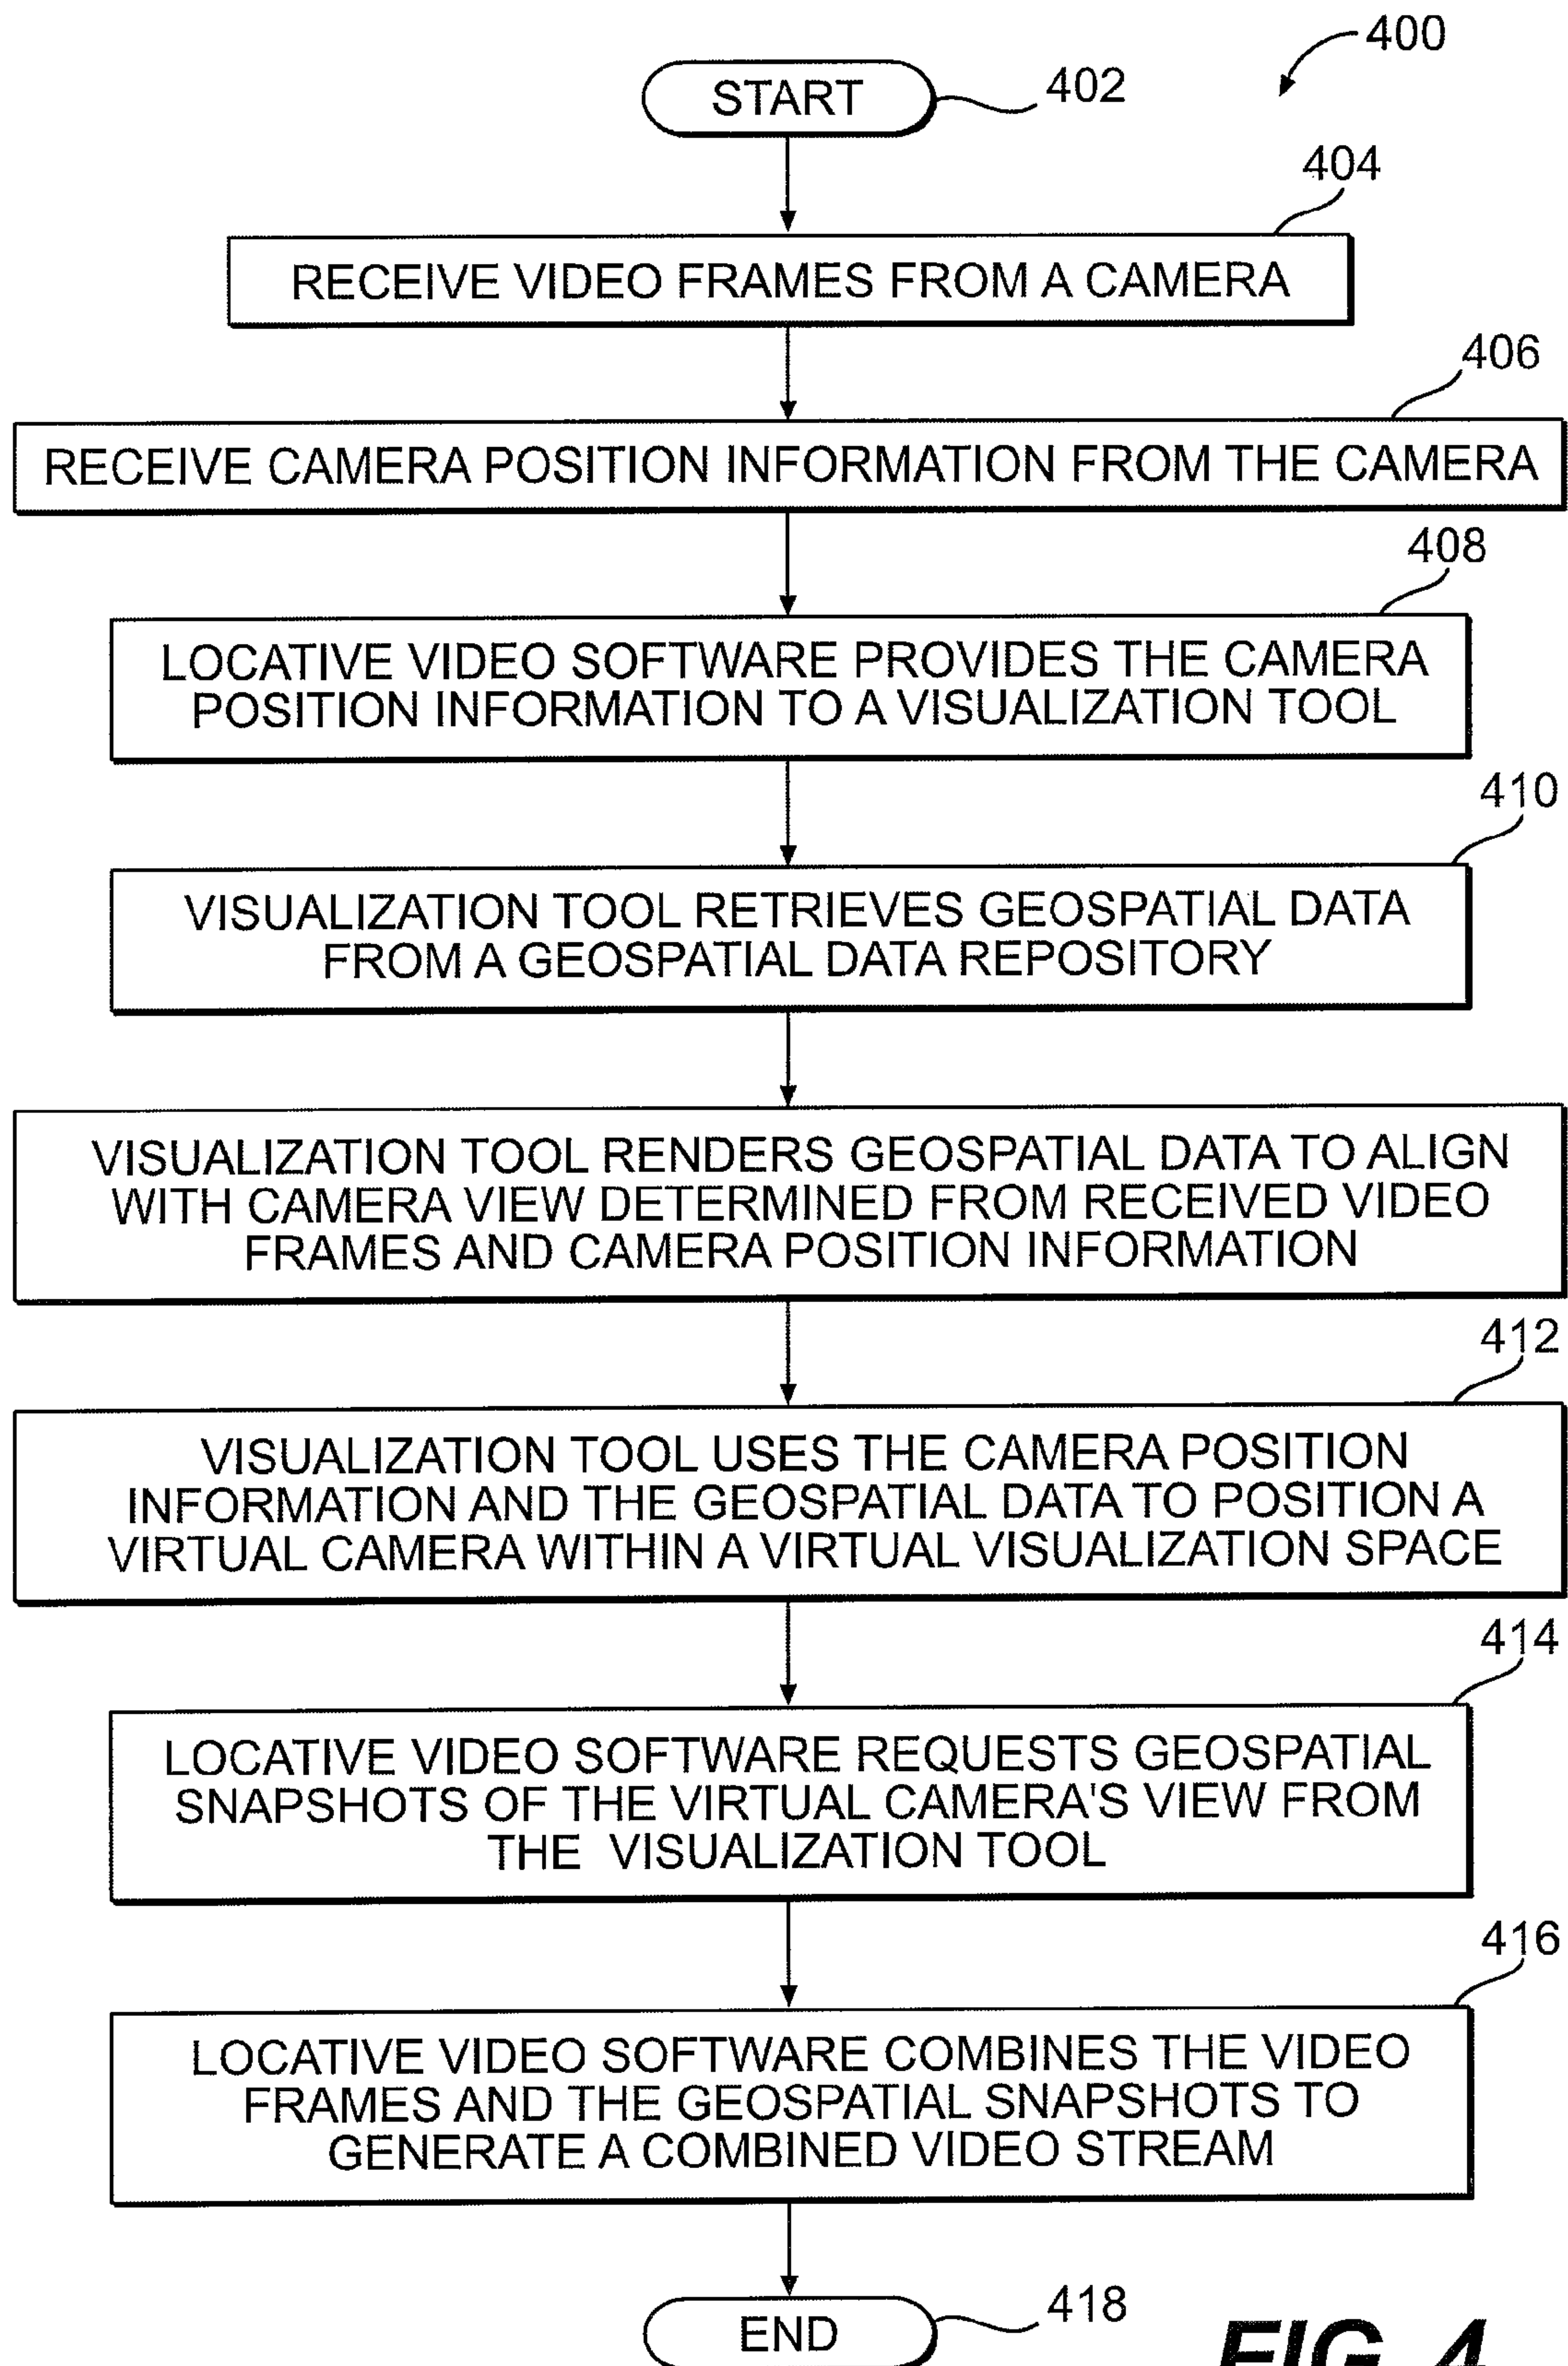 400
START
402
404
RECEIVE VIDEO FRAMES FROM A CAMERA
406
RECEIVE CAMERA POSITION INFORMATION FROM THE CAMERA
408
LOCATIVE VIDEO SOFTWARE PROVIDES THE CAMERA
POSITION INFORMATION TO A VISUALIZATION TOOL
410
VISUALIZATION TOOL RETRIEVES GEOSPATIAL DATA
FROM A GEOSPATIAL DATA REPOSITORY
VISUALIZATION TOOL RENDERS GEOSPATIAL DATA TO ALIGN
WITH CAMERA VIEW DETERMINED FROM RECEIVED VIDEO
FRAMES AND CAMERA POSITION INFORMATION
412
VISUALIZATION TOOL USES THE CAMERA POSITION
INFORMATION AND THE GEOSPATIAL DATA TO POSITION A
VIRTUAL CAMERA WITHIN A VIRTUAL VISUALIZATION SPACE
414
LOCATIVE VIDEO SOFTWARE REQUESTS GEOSPATIAL
SNAPSHOTS OF THE VIRTUAL CAMERA'S VIEW FROM
THE VISUALIZATION TOOL
416
LOCATIVE VIDEO SOFTWARE COMBINES THE VIDEO
FRAMES AND THE GEOSPATIAL SNAPSHOTS TO
GENERATE A COMBINED VIDEO STREAM
END
418
FIG. 4